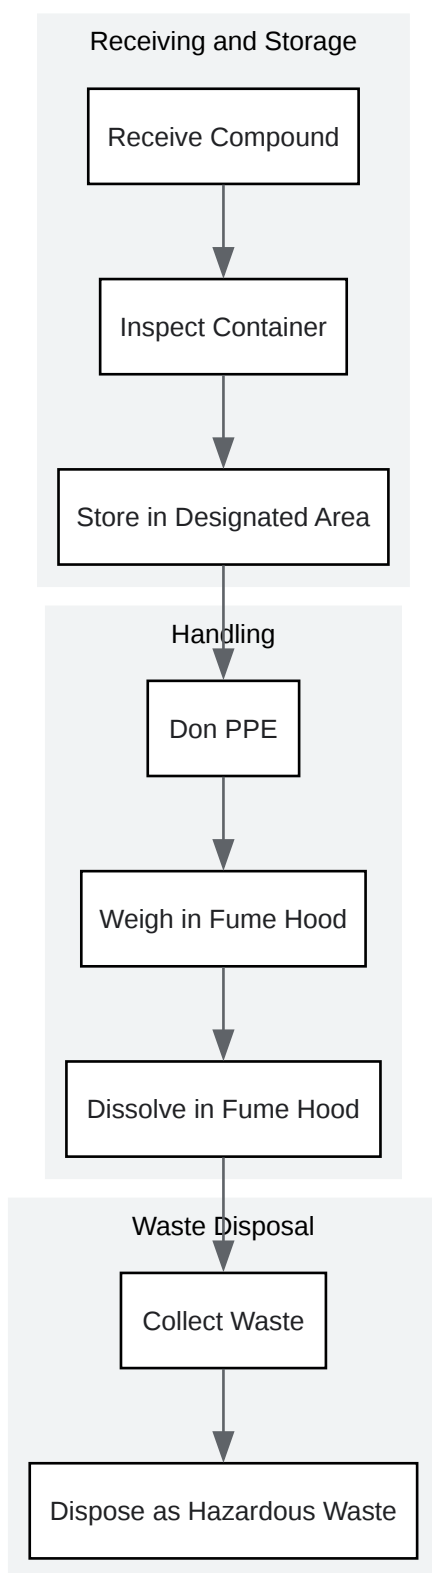 Receiving and Storage
Receive Compound
Inspect Container
Store in Designated Area
Handling
Don PPE
Weigh in Fume Hood
Dissolve in Fume Hood
Waste Disposal
Collect Waste
Dispose as Hazardous Waste